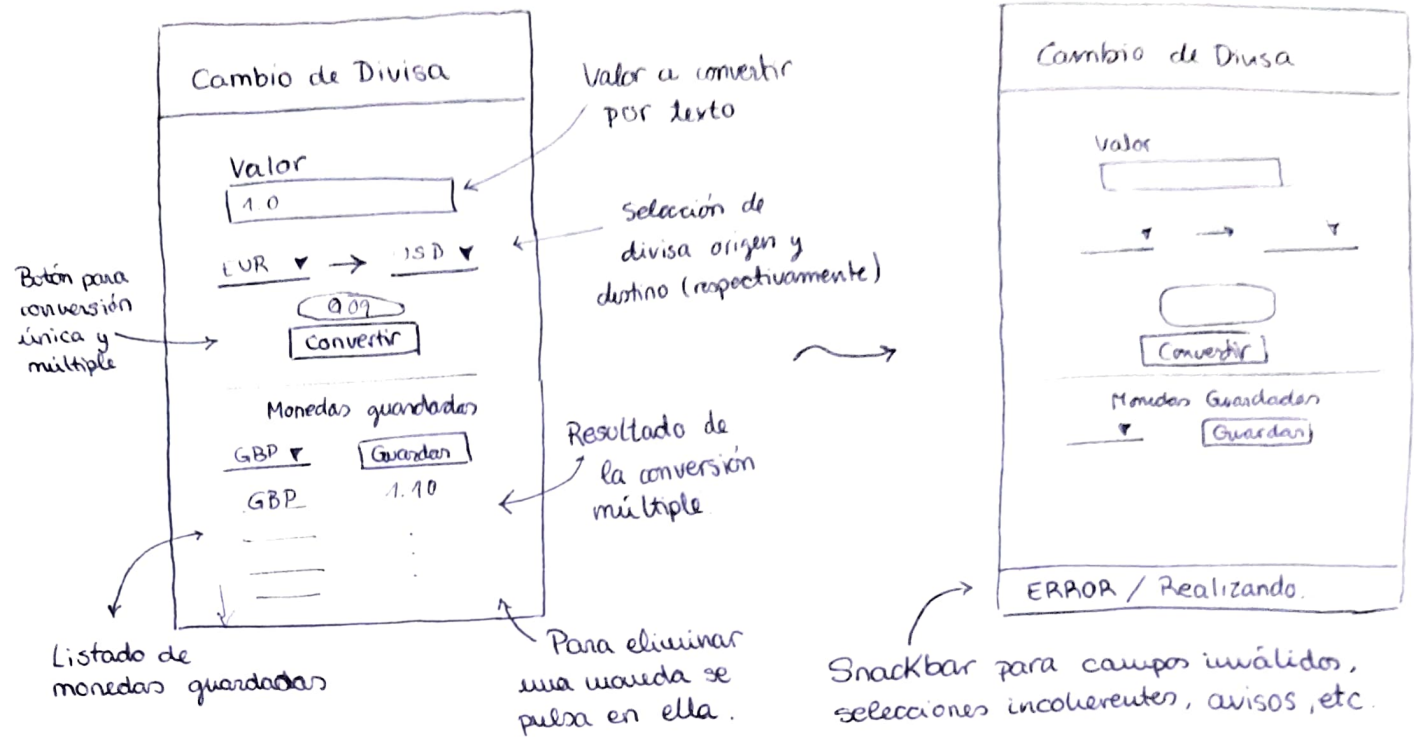 Cambio de Divisa
Valor
1.0
EUR ▼ → USD ▼
909
Convertir
Monedas guardadas
GBP ▼ Guardar
GBP 1.10
Valor a convertir
por texto
Selección de
divisa origen y
destino (respectivamente)
Botón para
conversión
única y
múltiple
Resultado de
la conversión
múltiple
Listado de
monedas guardadas
Para eliminar
una moneda se
pulsa en ella.
Cambio de Divisa
Valor
▼ → ▼
Convertir
Monedas Guardadas
▼ Guardar
ERROR / Realizando.
Snackbar para campos inválidos,
selecciones incoherentes, avisos, etc.